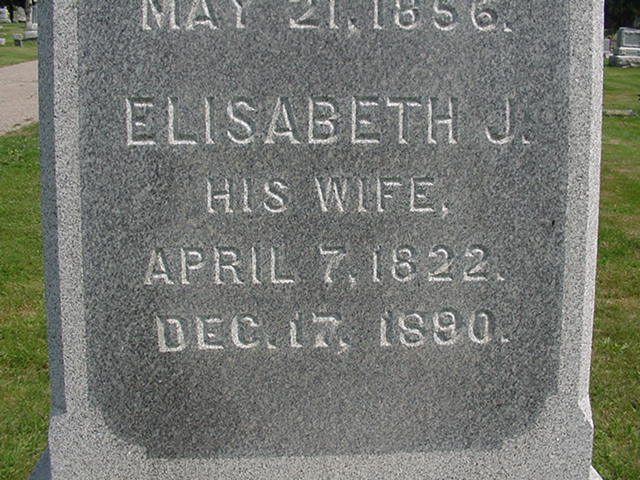 MAY 21, 1856.
ELISABETH J.
HIS WIFE,
APRIL 7, 1822.
DEC. 17, 1890.